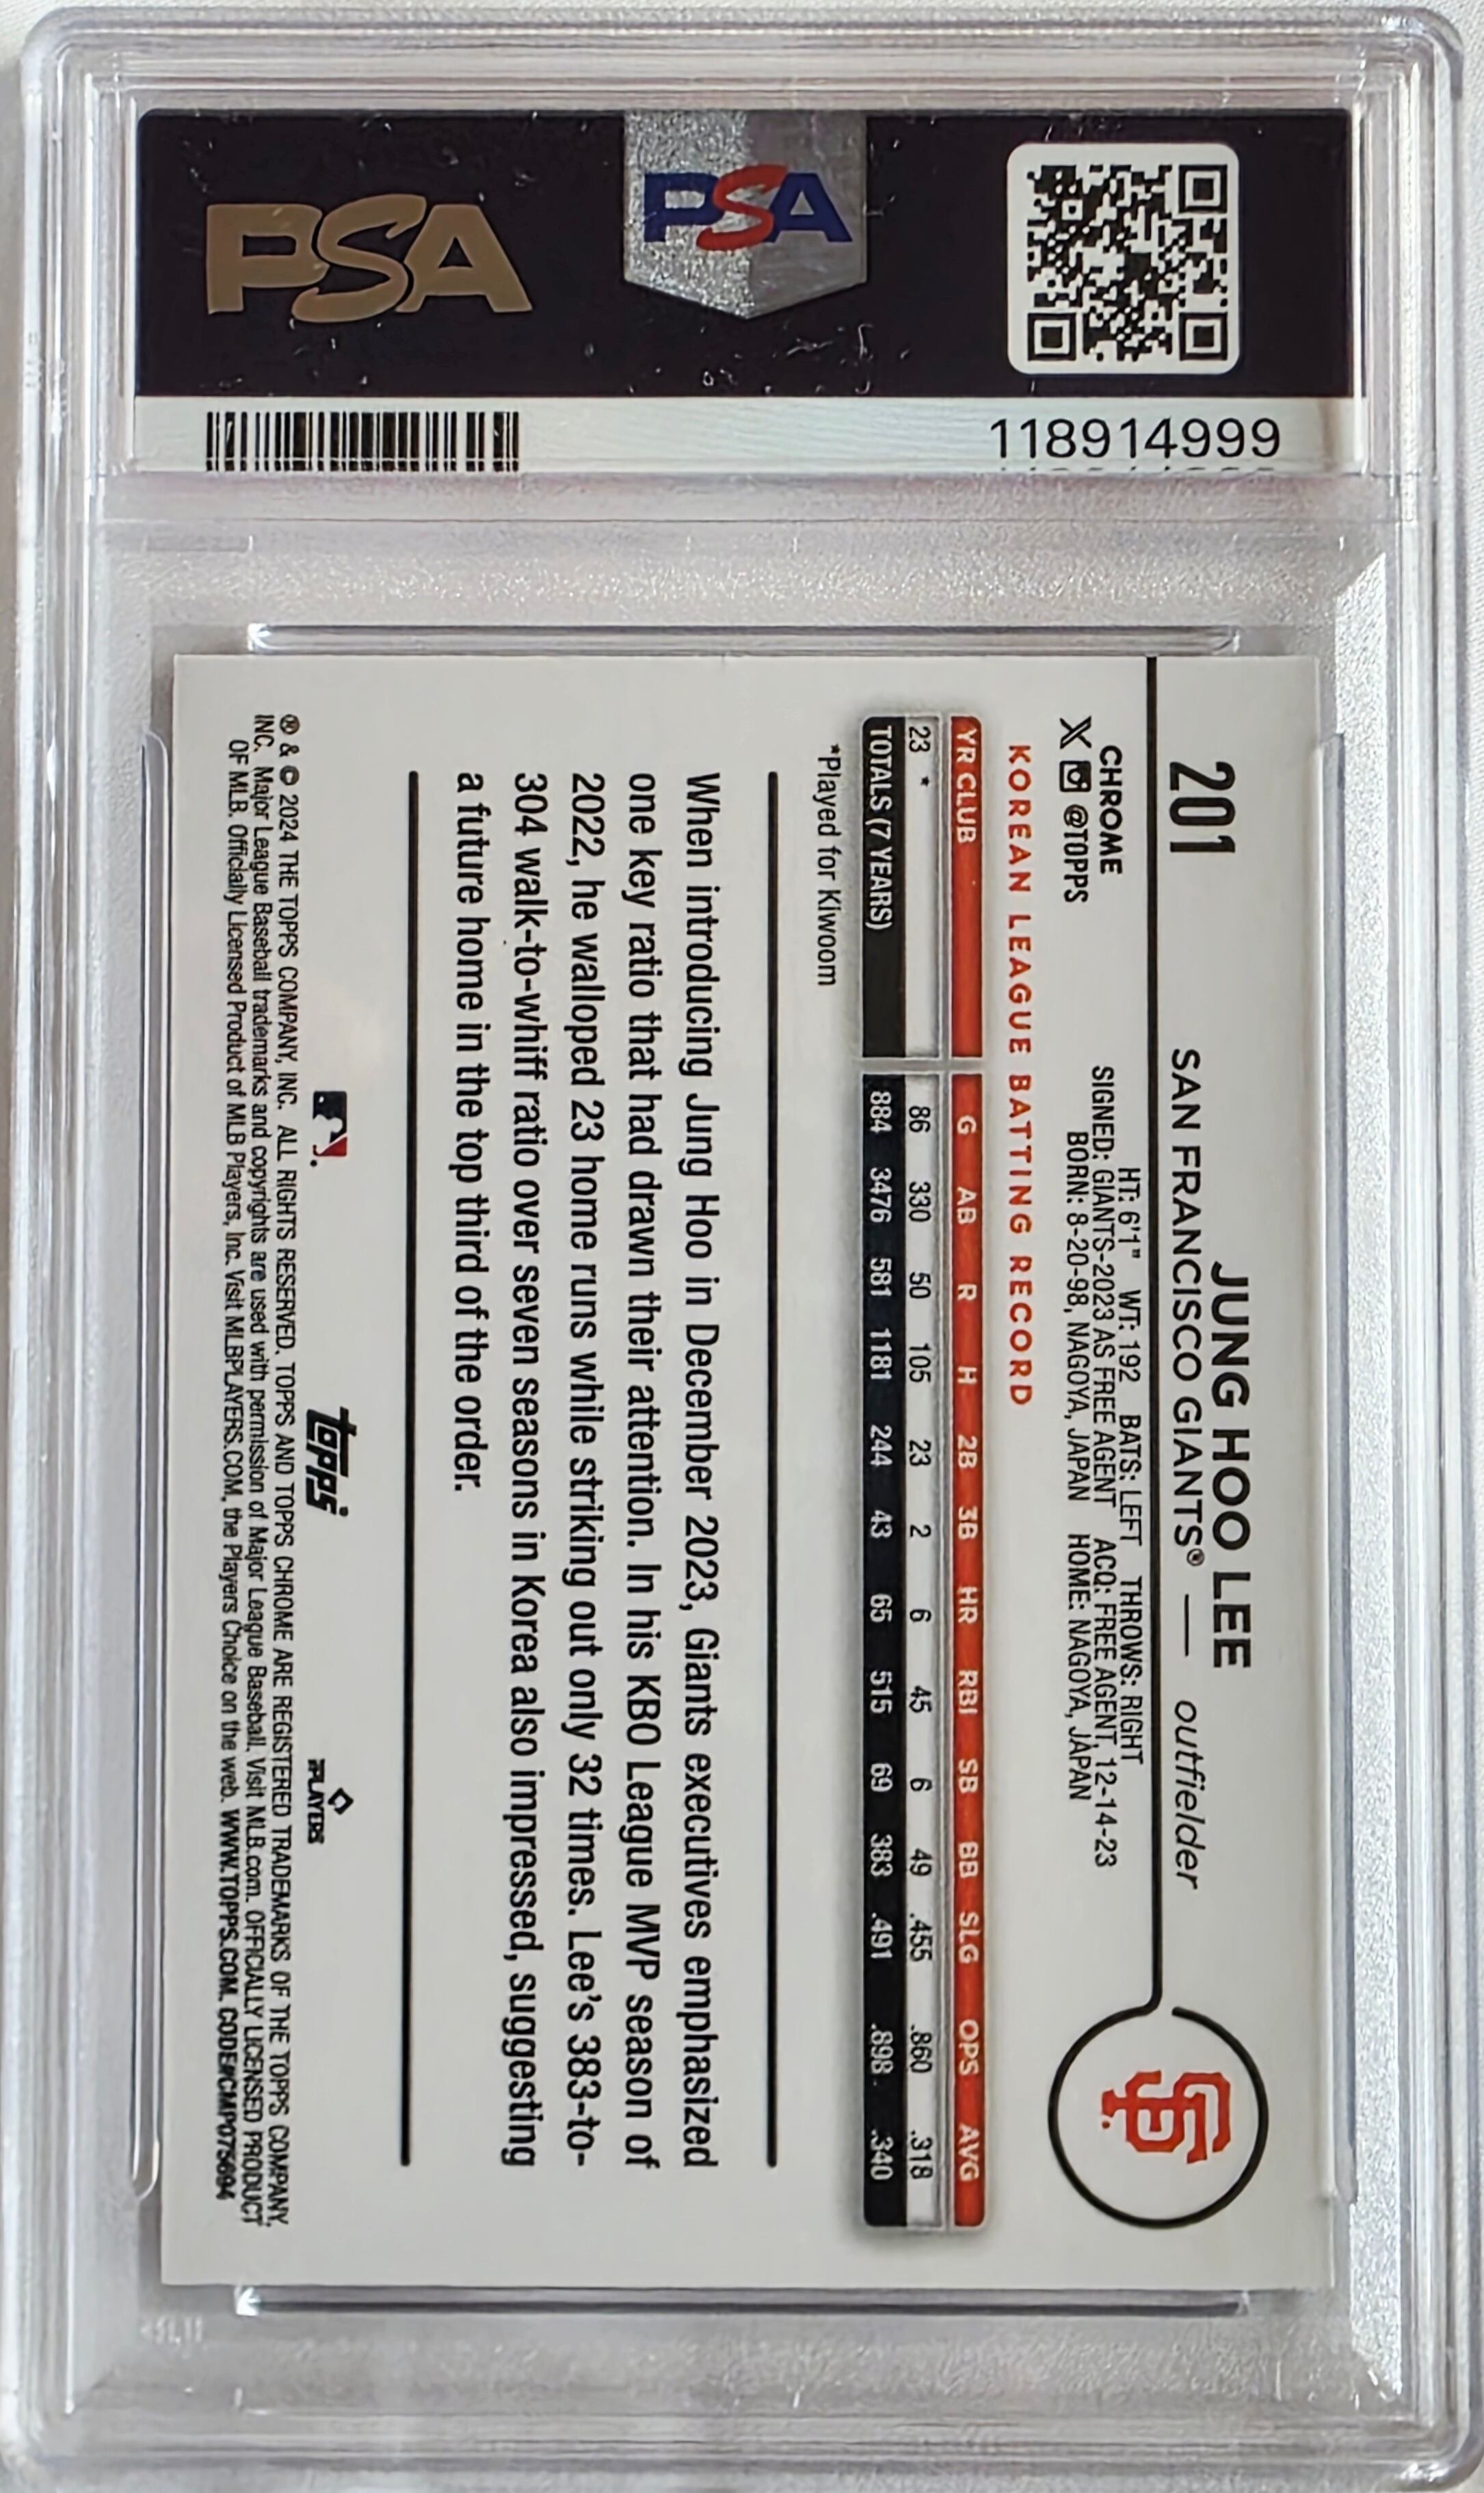 PSA
PSA
118914999
201
JUNG HOO LEE
SAN FRANCISCO GIANTS® — outfielder
CHROME
X @TOPPS
HT: 6'1" WT: 192 BATS: LEFT THROWS: RIGHT
SIGNED: GIANTS-2023 AS FREE AGENT ACQ: FREE AGENT, 12-14-23
BORN: 8-20-98, NAGOYA, JAPAN HOME: NAGOYA, JAPAN
SF
KOREAN LEAGUE BATTING RECORD
YR CLUB G AB R H 2B 3B HR RBI SB BB SLG OPS AVG
23 * 86 330 50 105 23 2 6 45 6 49 .455 .860 .318
TOTALS (7 YEARS) 884 3476 581 1181 244 43 65 515 69 383 .491 .898 .340
*Played for Kiwoom
When introducing Jung Hoo in December 2023, Giants executives emphasized
one key ratio that had drawn their attention. In his KBO League MVP season of
2022, he walloped 23 home runs while striking out only 32 times. Lee's 383-to-
304 walk-to-whiff ratio over seven seasons in Korea also impressed, suggesting
a future home in the top third of the order.
topps
PLAYERS
® & © 2024 THE TOPPS COMPANY, INC. ALL RIGHTS RESERVED. TOPPS AND TOPPS CHROME ARE REGISTERED TRADEMARKS OF THE TOPPS COMPANY,
INC. Major League Baseball trademarks and copyrights are used with permission of Major League Baseball. Visit MLB.com. OFFICIALLY LICENSED PRODUCT
OF MLB. Officially Licensed Product of MLB Players, Inc. Visit MLBPLAYERS.COM, the Players Choice on the web. WWW.TOPPS.COM. CODE#CMP075694